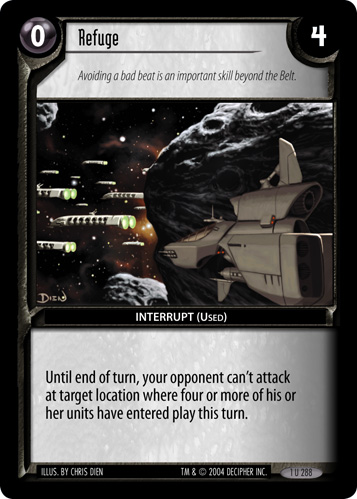 0 Refuge 4
Avoiding a bad beat is an important skill beyond the Belt.
DIEN
INTERRUPT (USED)
Until end of turn, your opponent can't attack
at target location where four or more of his or
her units have entered play this turn.
ILLUS. BY CHRIS DIEN TM & © 2004 DECIPHER INC. 1 U 288